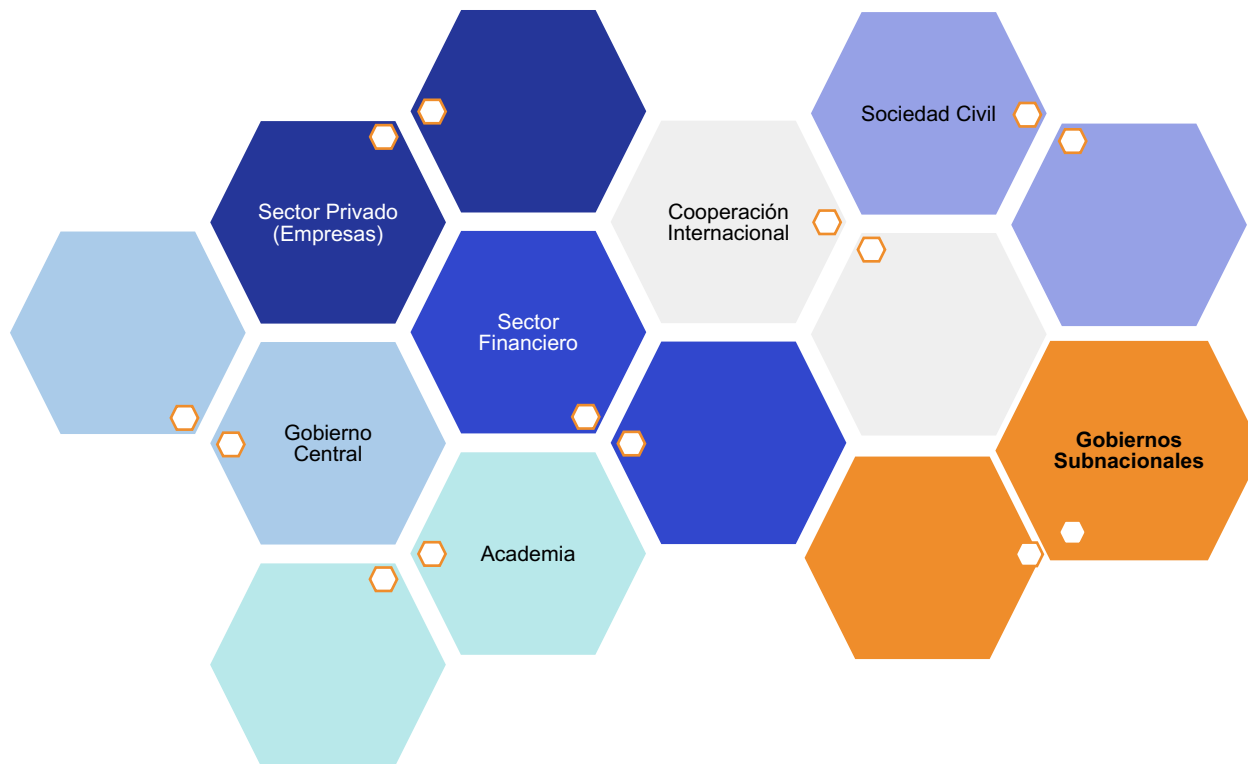 Sociedad Civil
Sector Privado
(Empresas)
Cooperación
Internacional
Sector
Financiero
Gobierno
Central
Gobiernos
Subnacionales
Academia